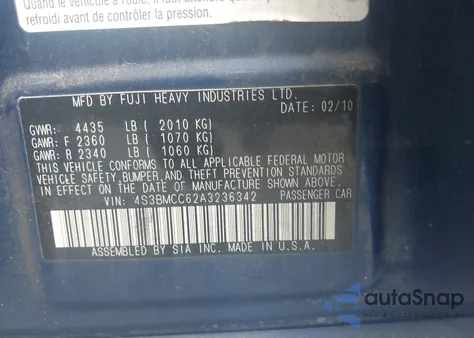 Quand le véhicule a roulé, il faut attendre
refroidi avant de contrôler la pression.
MFD BY FUJI HEAVY INDUSTRIES LTD.
DATE: 02/10
GVWR: 4435 LB ( 2010 KG)
GAWR: F 2360 LB ( 1070 KG)
GAWR: R 2340 LB ( 1060 KG)
THIS VEHICLE CONFORMS TO ALL APPLICABLE FEDERAL MOTOR
VEHICLE SAFETY, BUMPER, AND THEFT PREVENTION STANDARDS
IN EFFECT ON THE DATE OF MANUFACTURE SHOWN ABOVE.
VIN: 4S3BMCC62A3236342 PASSENGER CAR
ASSEMBLED BY SIA INC. MADE IN U.S.A.
autoSnap